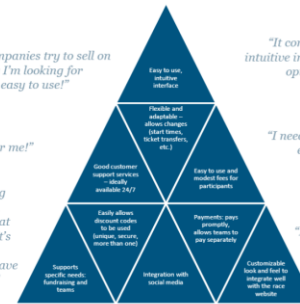 mpanies try to sell on
I'm looking for
easy to use!"
"It co
intuitive i
op
Easy to use,
intuitive
interface
Flexible and
adaptable –
allows changes
(start times,
ticket transfers,
etc.)
r me!"
"I nee
e
Good customer
support services
– ideally
available 24/7
Easy to use and
modest fees for
participants
g
at
t's
ave
Easily allows
discount codes
to be used
(unique, secure,
more than one)
Payments: pays
promptly,
allows teams to
pay separately
Supports
specific needs:
fundraising and
teams
Integration with
social media
Customizable
look and feel to
integrate well
with the race
website